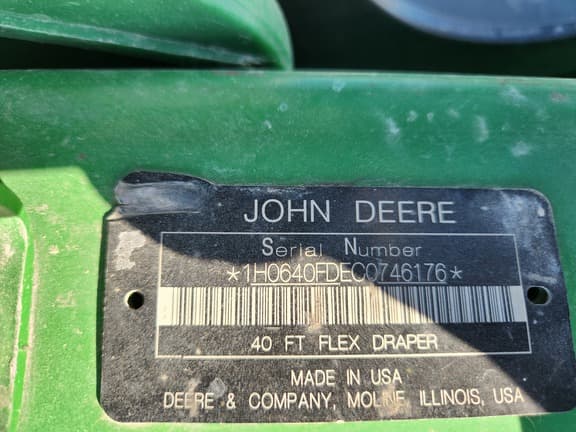 JOHN DEERE
Serial Number
*1H0640FDEC0746176*
40 FT FLEX DRAPER
MADE IN USA
DEERE & COMPANY, MOLINE, ILLINOIS, USA